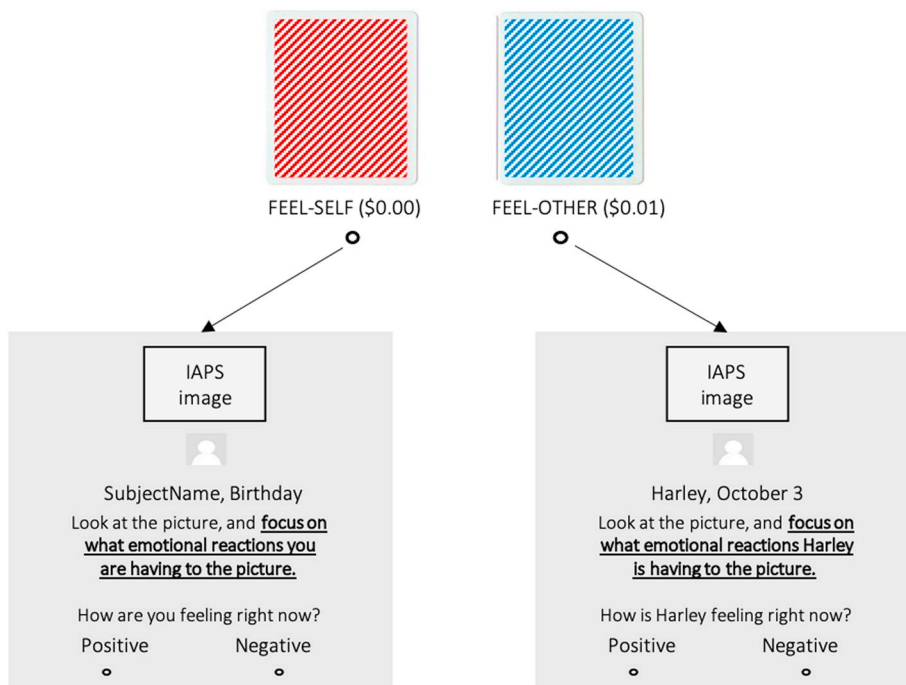 FEEL-SELF ($0.00)
FEEL-OTHER ($0.01)
IAPS
image
SubjectName, Birthday
Look at the picture, and focus on
what emotional reactions you
are having to the picture.
How are you feeling right now?
Positive
Negative
IAPS
image
Harley, October 3
Look at the picture, and focus on
what emotional reactions Harley
is having to the picture.
How is Harley feeling right now?
Positive
Negative